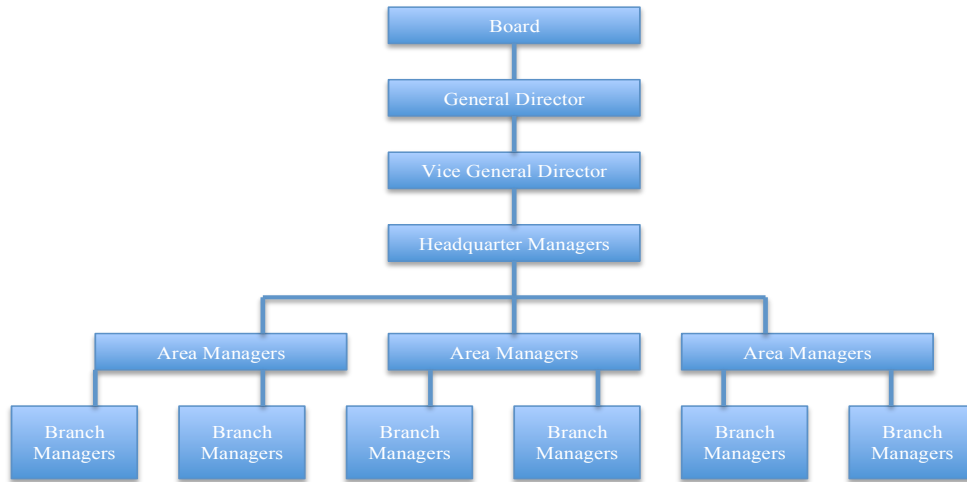 Board
General Director
Vice General Director
Headquarter Managers
Area Managers
Area Managers
Area Managers
Branch
Managers
Branch
Managers
Branch
Managers
Branch
Managers
Branch
Managers
Branch
Managers